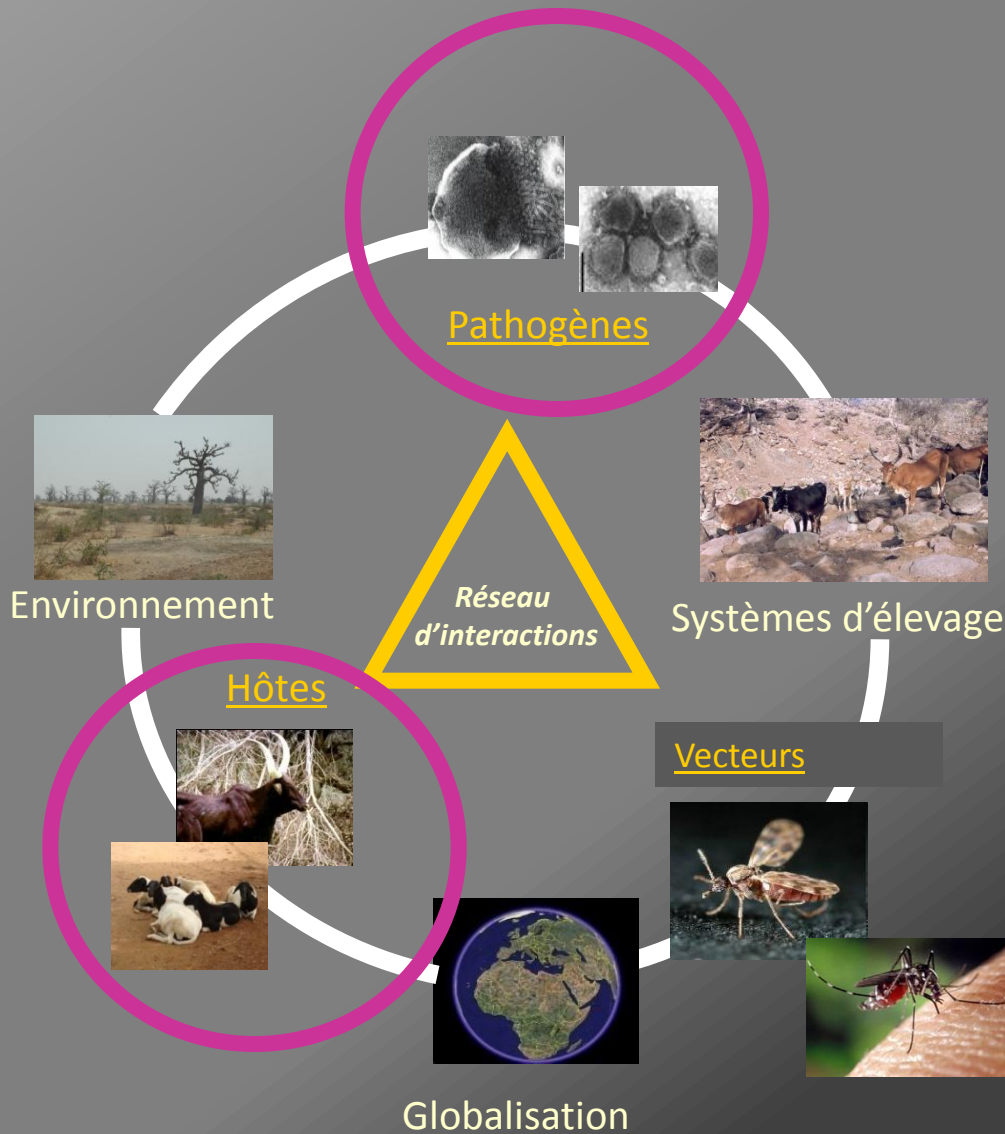 Pathogènes
Environnement
Réseau
d'interactions
Systèmes d'élevage
Hôtes
Vecteurs
Globalisation